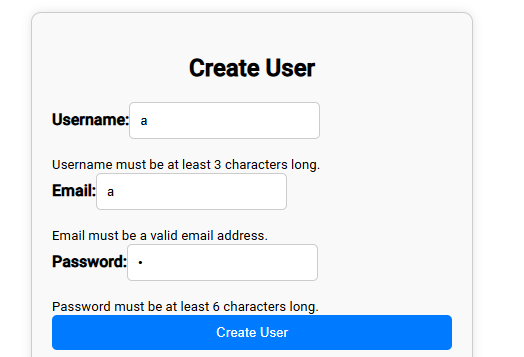 Create User
Username: a
Username must be at least 3 characters long.
Email: a
Email must be a valid email address.
Password: •
Password must be at least 6 characters long.
Create User